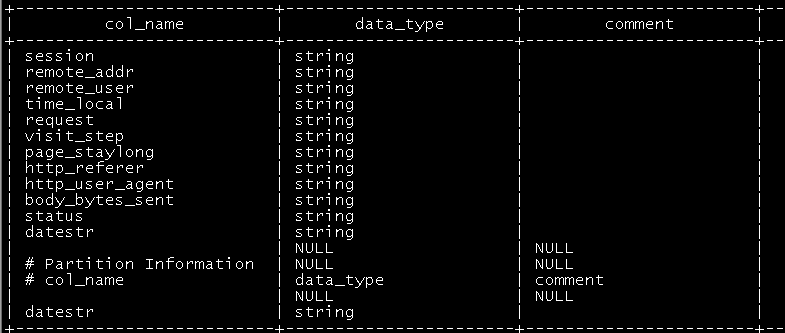 col_name data_type comment
session string
remote_addr string
remote_user string
time_local string
request string
visit_step string
page_staylong string
http_referer string
http_user_agent string
body_bytes_sent string
status string
datestr string
NULL NULL
# Partition Information NULL NULL
# col_name data_type comment
NULL NULL
datestr string